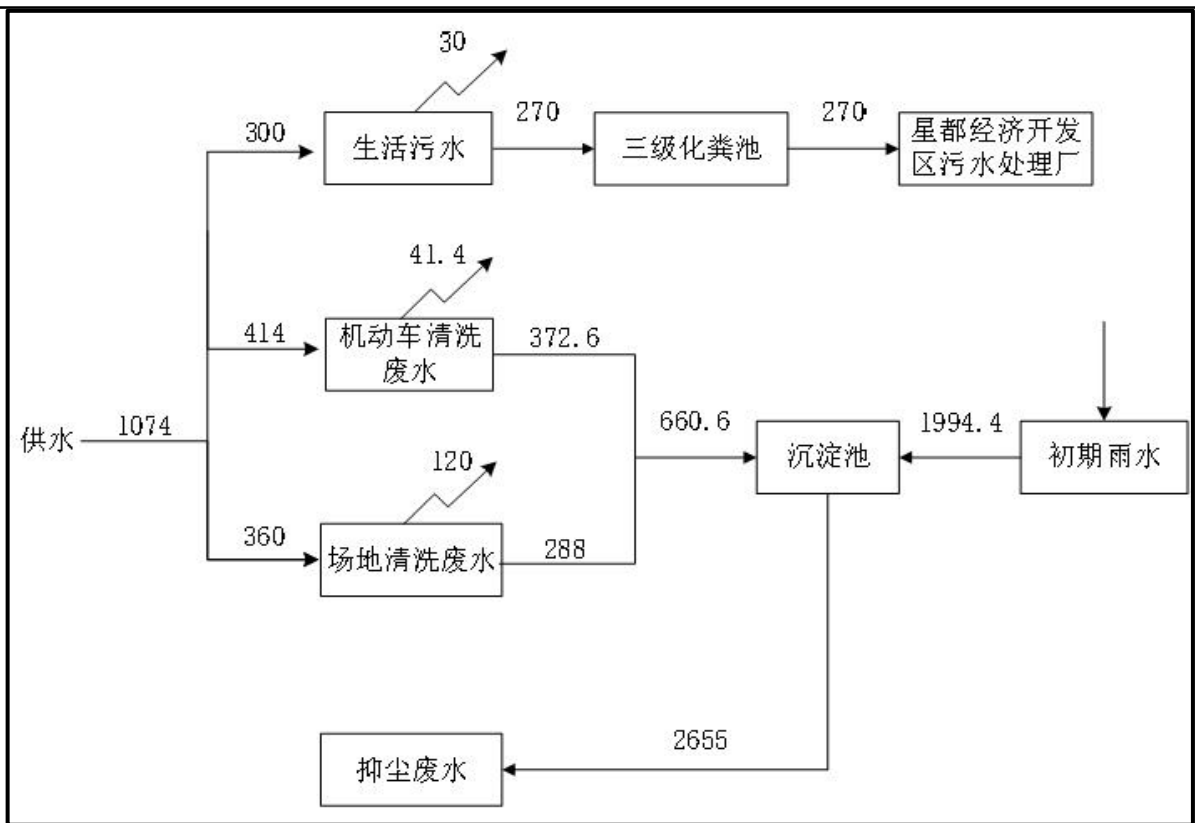 30
300
生活污水
270
三级化粪池
270
星都经济开发
区污水处理厂
41.4
414
机动车清洗
废水
372.6
供水
1074
660.6
沉淀池
1994.4
初期雨水
120
360
场地清洗废水
288
2655
抑尘废水